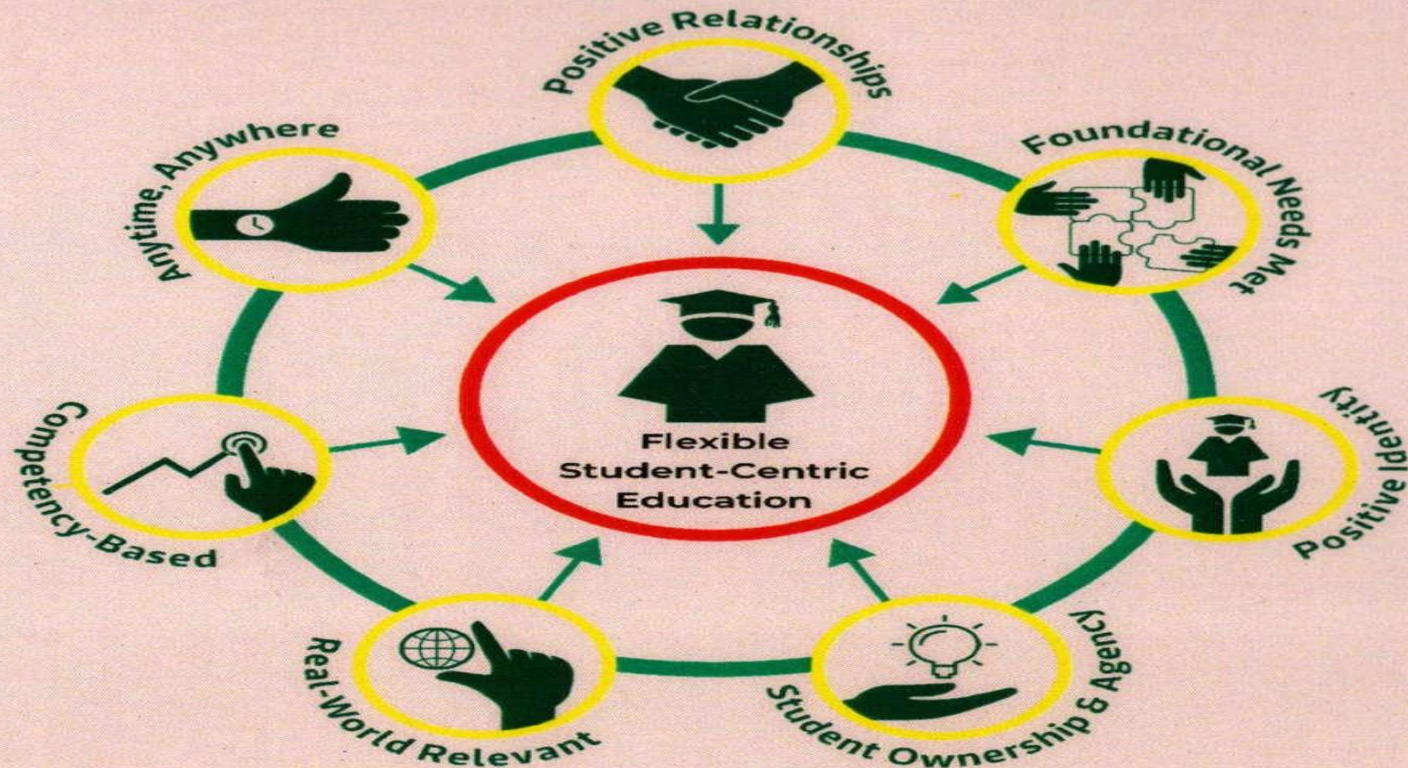 Positive Relationships
Foundational Needs Met
Positive IPlentity
Student Ownership & Agency
Real-World Relevant
Competency-Based
Anytime, Anywhere
Flexible
Student-Centric
Education